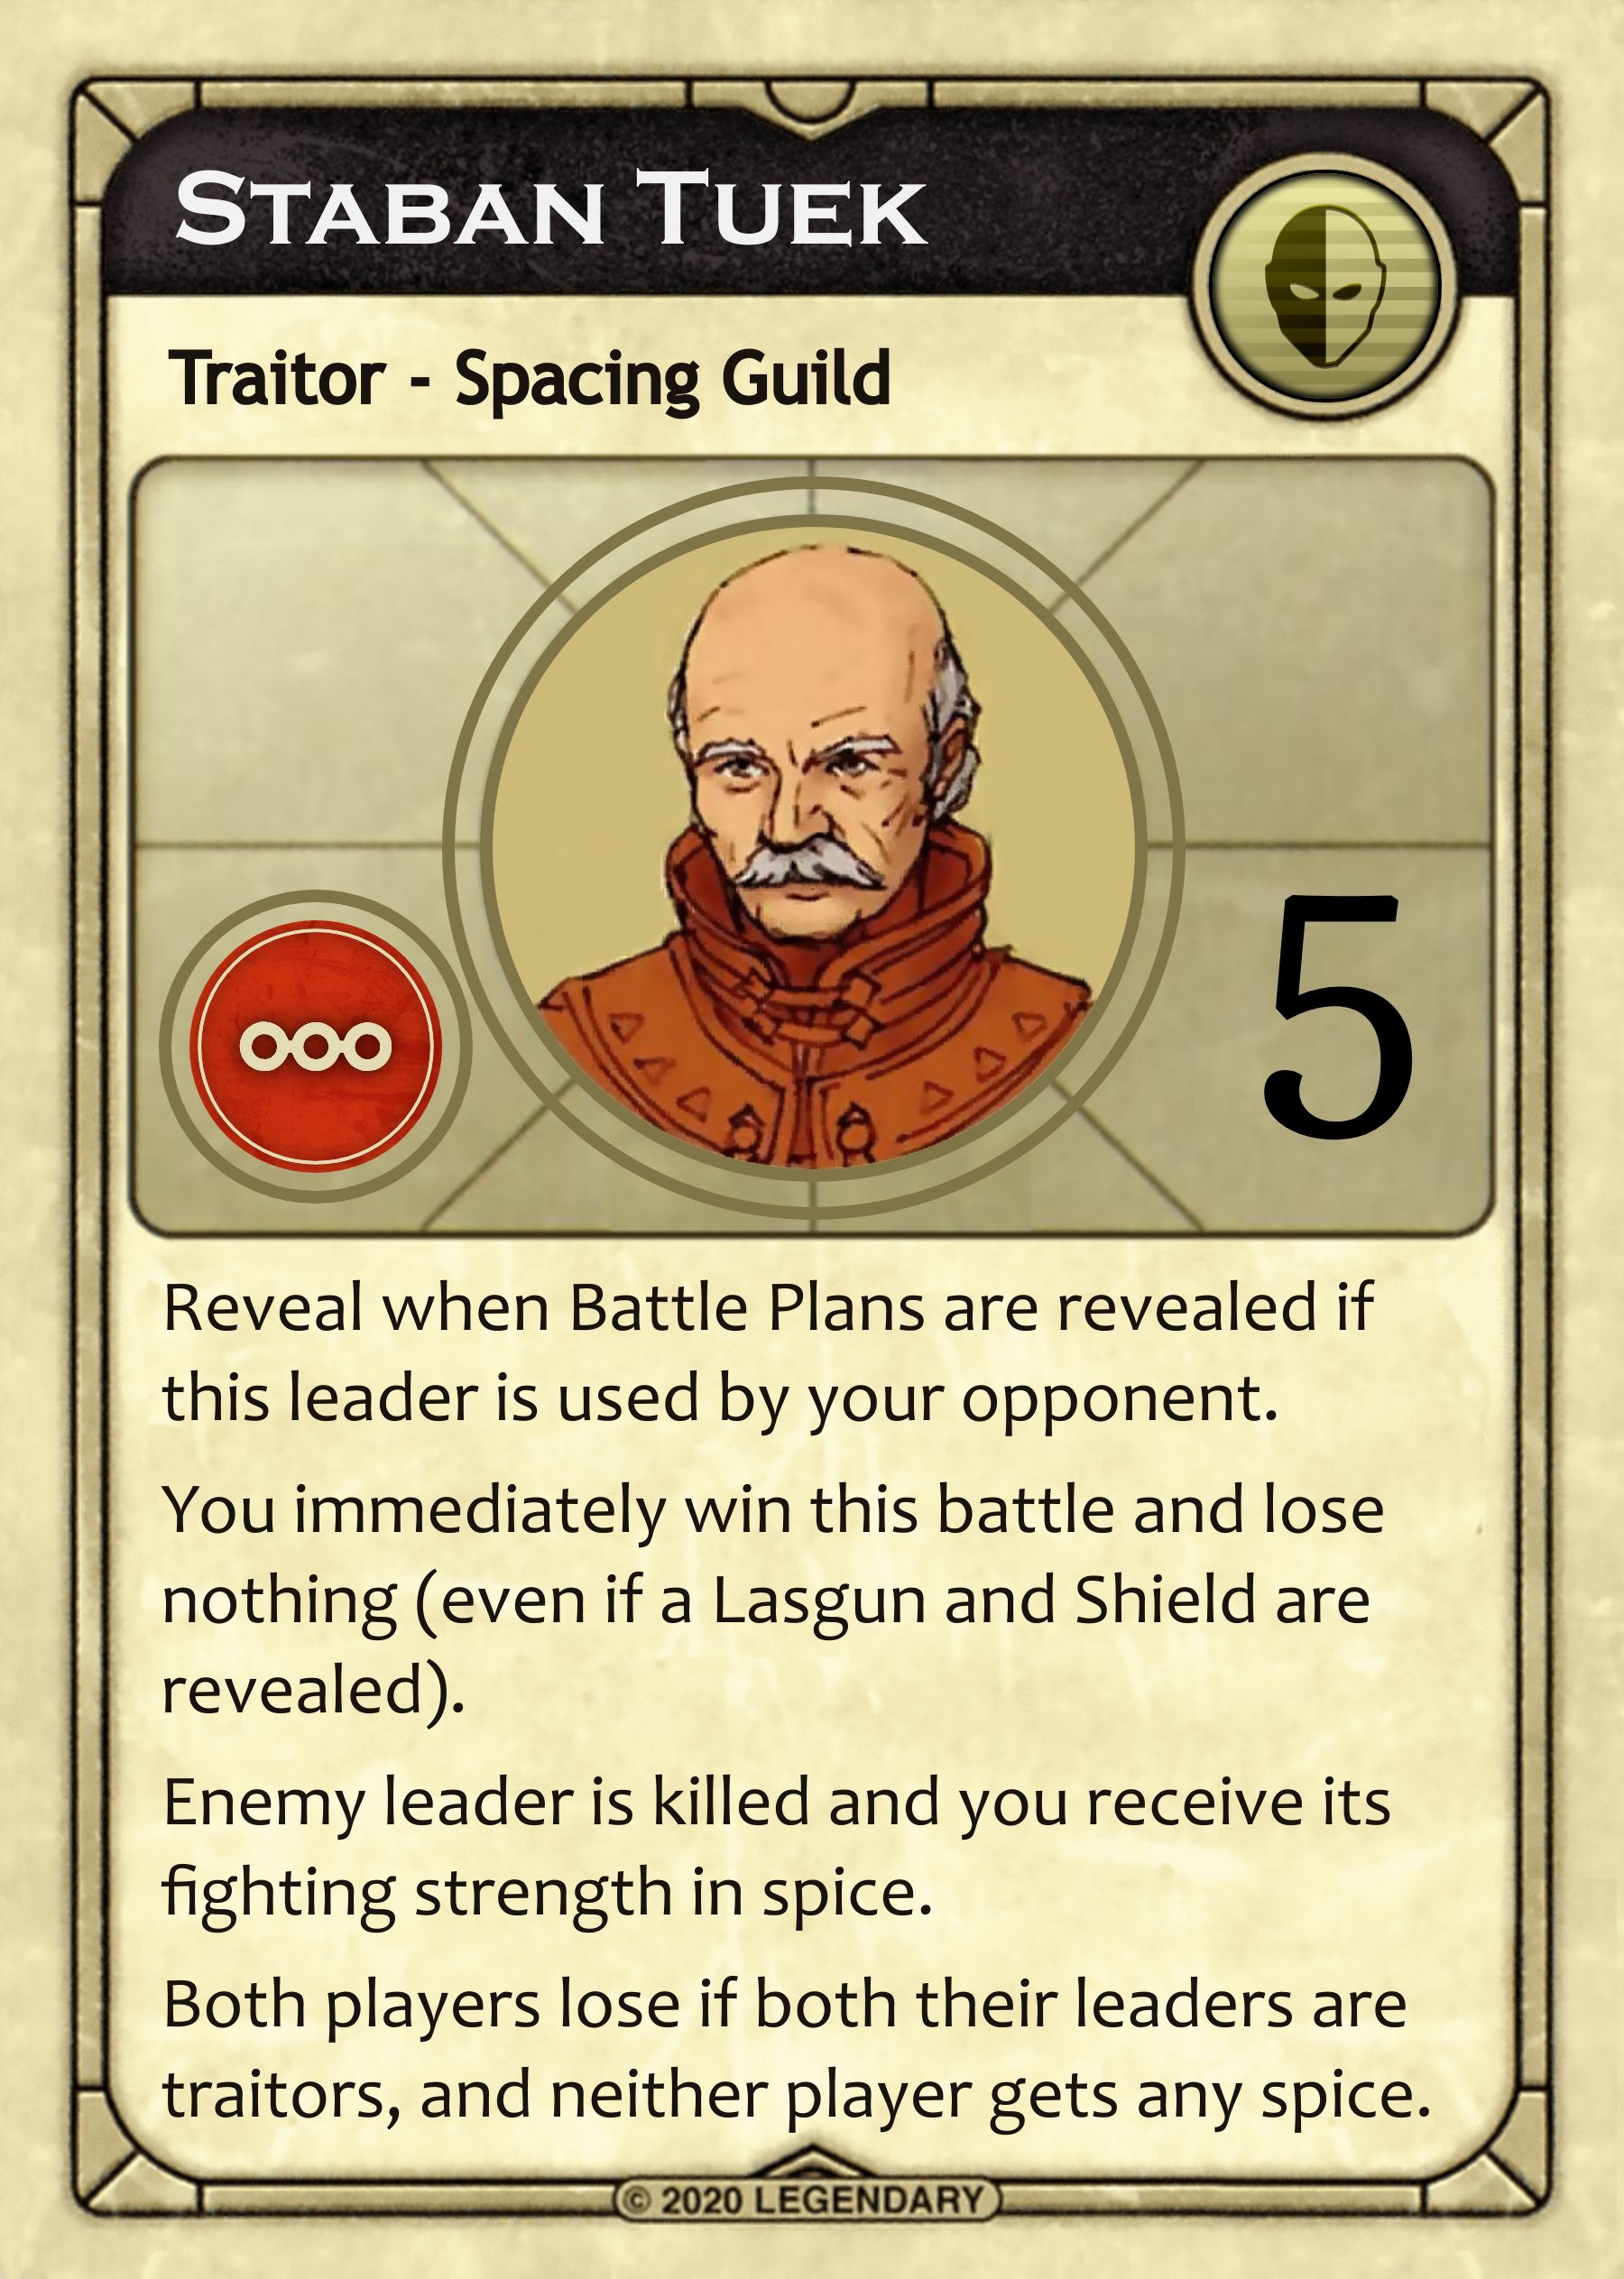 STABAN TUEK
Traitor - Spacing Guild
5
Reveal when Battle Plans are revealed if
this leader is used by your opponent.
You immediately win this battle and lose
nothing (even if a Lasgun and Shield are
revealed).
Enemy leader is killed and you receive its
fighting strength in spice.
Both players lose if both their leaders are
traitors, and neither player gets any spice.
© 2020 LEGENDARY